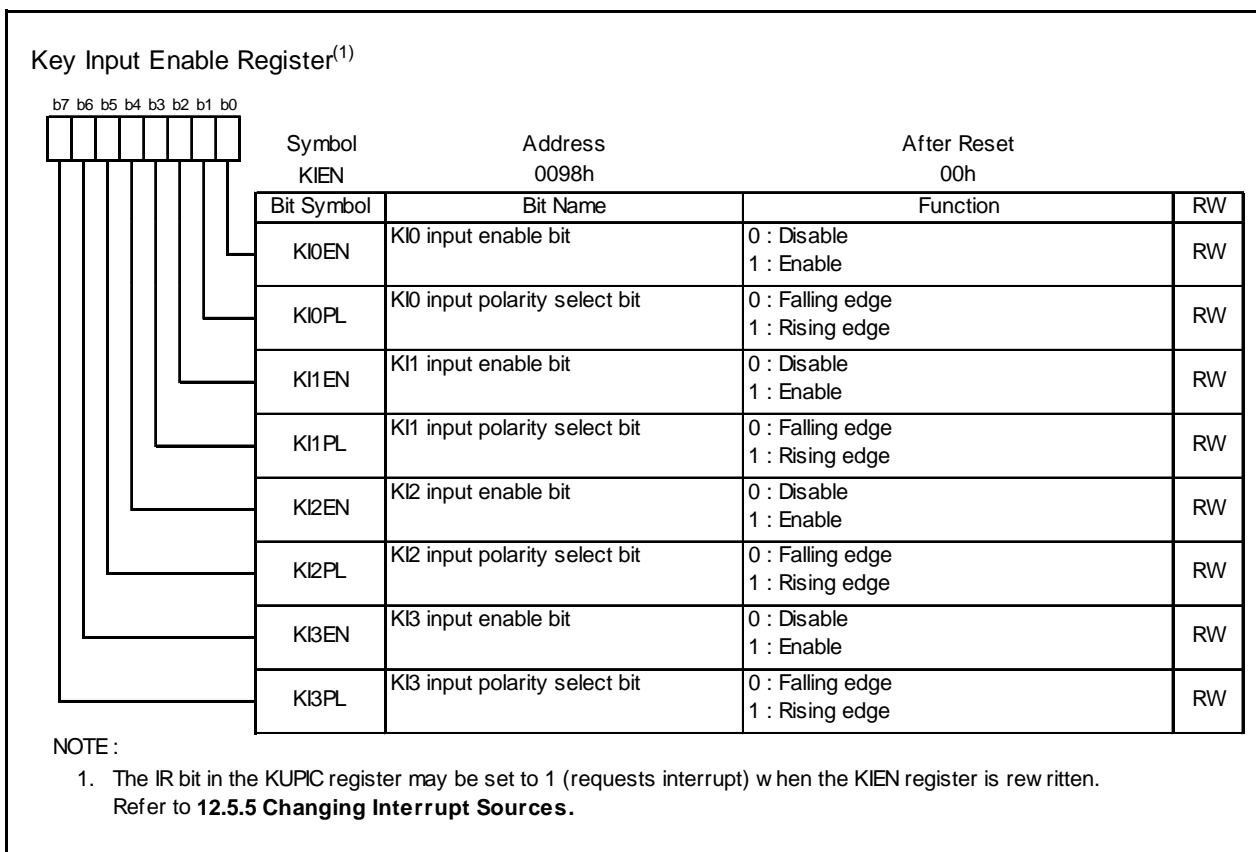 Key Input Enable Register(1)
b7 b6 b5 b4 b3 b2 b1 b0
Symbol Address After Reset
KIEN 0098h 00h
Bit Symbol Bit Name Function RW
KI0EN KI0 input enable bit 0 : Disable RW
1 : Enable
KI0PL KI0 input polarity select bit 0 : Falling edge RW
1 : Rising edge
KI1EN KI1 input enable bit 0 : Disable RW
1 : Enable
KI1PL KI1 input polarity select bit 0 : Falling edge RW
1 : Rising edge
KI2EN KI2 input enable bit 0 : Disable RW
1 : Enable
KI2PL KI2 input polarity select bit 0 : Falling edge RW
1 : Rising edge
KI3EN KI3 input enable bit 0 : Disable RW
1 : Enable
KI3PL KI3 input polarity select bit 0 : Falling edge RW
1 : Rising edge
NOTE :
1. The IR bit in the KUPIC register may be set to 1 (requests interrupt) when the KIEN register is rewritten.
Refer to 12.5.5 Changing Interrupt Sources.